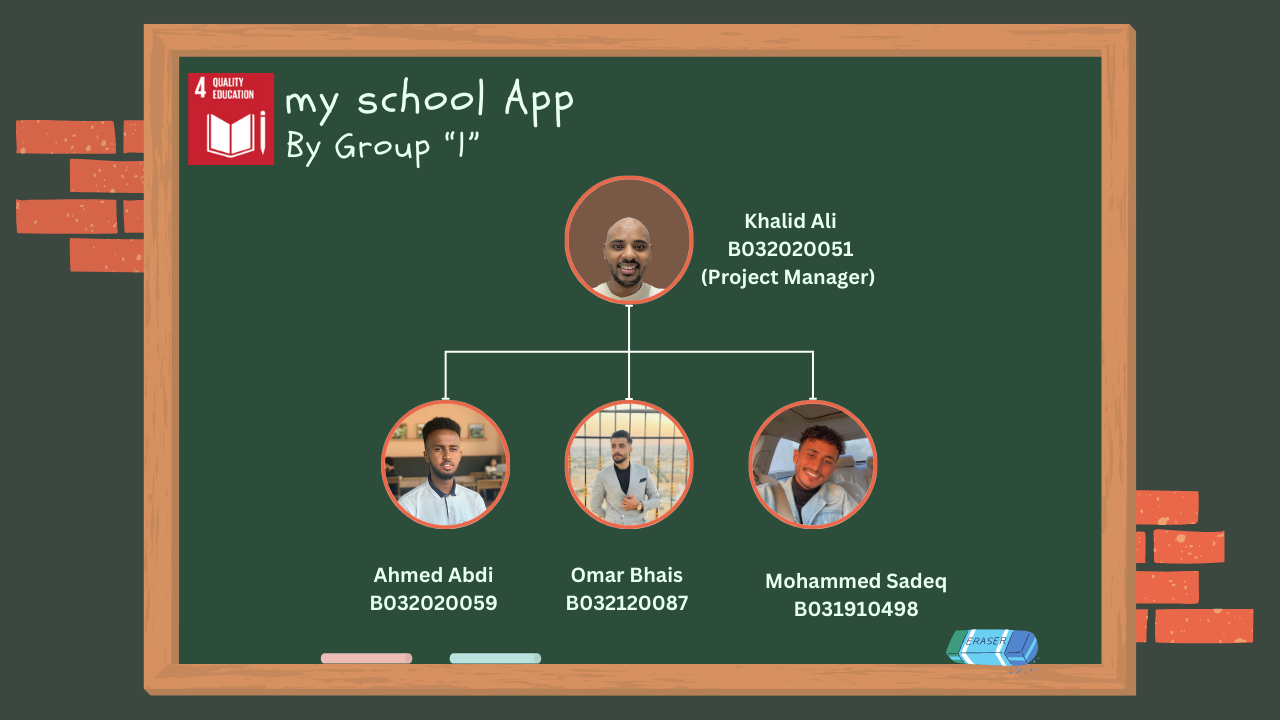 4 QUALITY
EDUCATION
my school App
By Group “1”
Khalid Ali
B032020051
(Project Manager)
Ahmed Abdi
B032020059
Omar Bhais
B032120087
Mohammed Sadeq
B031910498
ERASER